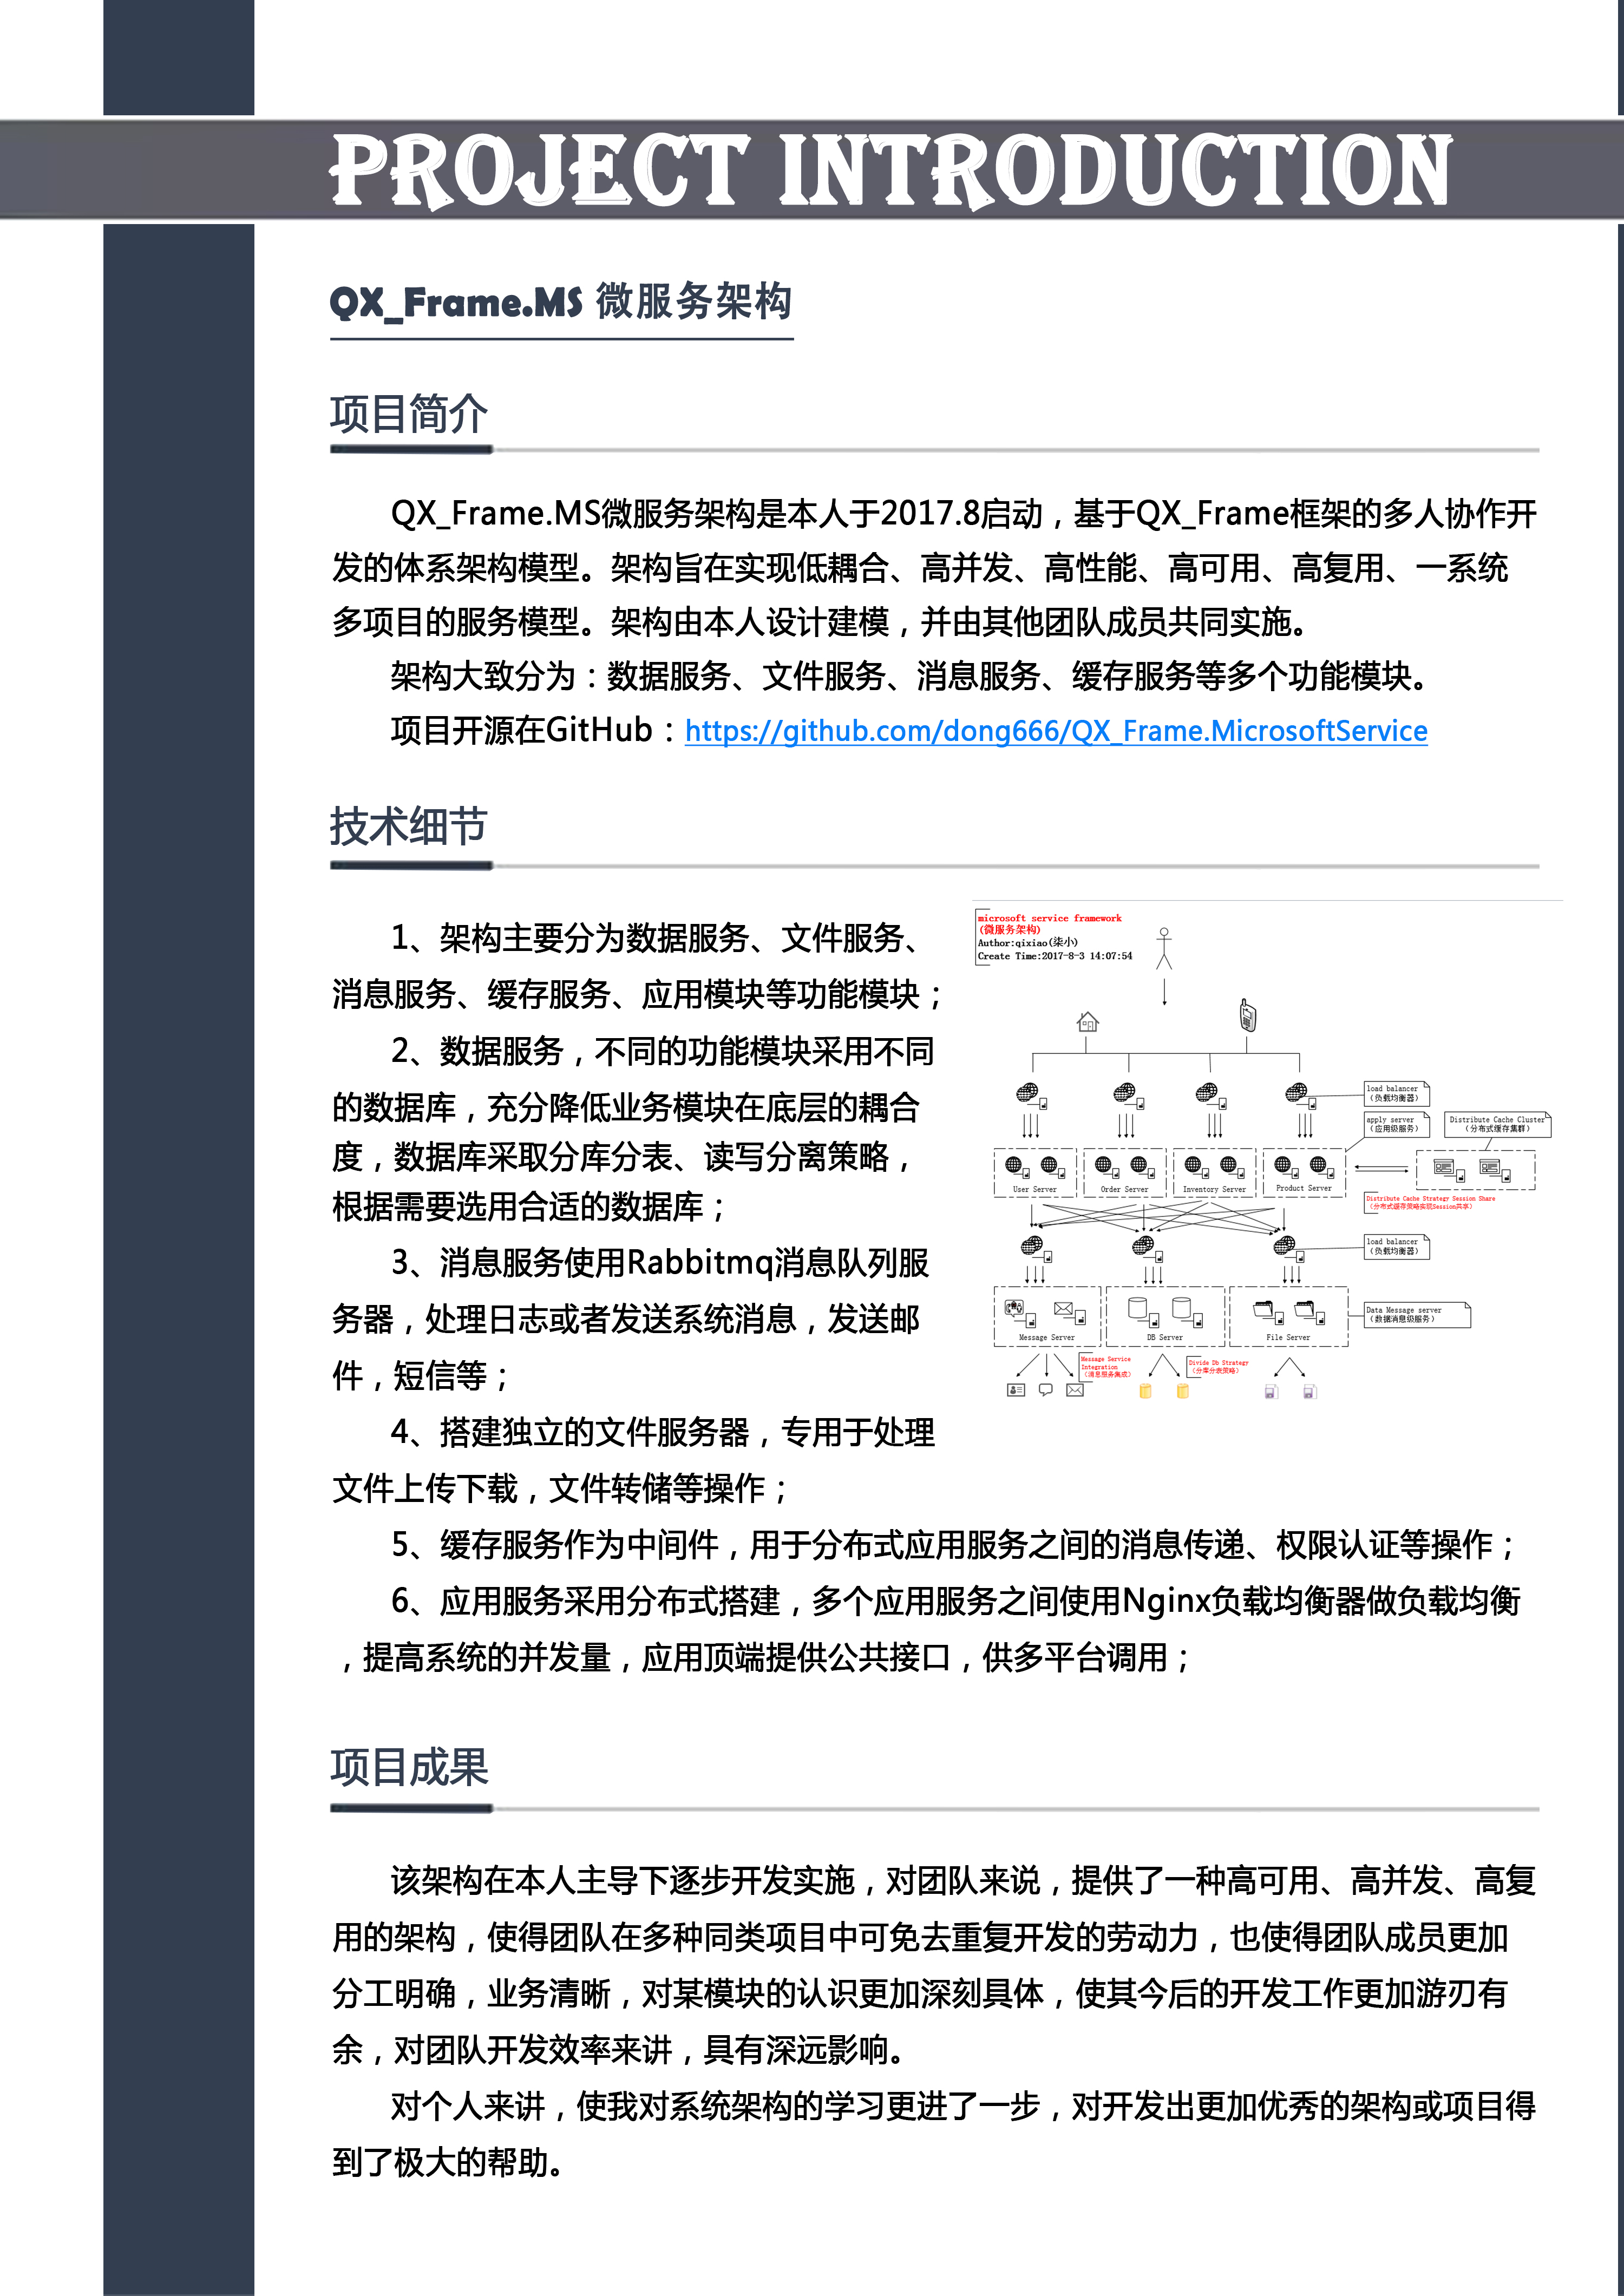 PROJECT INTRODUCTION
QX_Frame.MS 微服务架构
项目简介
QX_Frame.MS微服务架构是本人于2017.8启动，基于QX_Frame框架的多人协作开
发的体系架构模型。架构旨在实现低耦合、高并发、高性能、高可用、高复用、一系统
多项目的服务模型。架构由本人设计建模，并由其他团队成员共同实施。
架构大致分为：数据服务、文件服务、消息服务、缓存服务等多个功能模块。
项目开源在GitHub：https://github.com/dong666/QX_Frame.MicrosoftService
技术细节
1、架构主要分为数据服务、文件服务、
消息服务、缓存服务、应用模块等功能模块；
2、数据服务，不同的功能模块采用不同
的数据库，充分降低业务模块在底层的耦合
度，数据库采取分库分表、读写分离策略，
根据需要选用合适的数据库；
3、消息服务使用Rabbitmq消息队列服
务器，处理日志或者发送系统消息，发送邮
件，短信等；
4、搭建独立的文件服务器，专用于处理
文件上传下载，文件转储等操作；
5、缓存服务作为中间件，用于分布式应用服务之间的消息传递、权限认证等操作；
6、应用服务采用分布式搭建，多个应用服务之间使用Nginx负载均衡器做负载均衡
，提高系统的并发量，应用顶端提供公共接口，供多平台调用；
microsoft service framework
(微服务架构)
Author:qixiao(柒小)
Create Time:2017-8-3 14:07:54
load balancer
（负载均衡器）
apply server
（应用级服务）
Distribute Cache Cluster
（分布式缓存集群）
User Server
Order Server
Inventory Server
Product Server
Distribute Cache Strategy Session Share
（分布式缓存策略实现Session共享）
load balancer
（负载均衡器）
Data Message server
（数据消息级服务）
Message Server
DB Server
File Server
Message Service
Integration
（消息服务集成）
Divide Db Strategy
（分库分表策略）
项目成果
该架构在本人主导下逐步开发实施，对团队来说，提供了一种高可用、高并发、高复
用的架构，使得团队在多种同类项目中可免去重复开发的劳动力，也使得团队成员更加
分工明确，业务清晰，对某模块的认识更加深刻具体，使其今后的开发工作更加游刃有
余，对团队开发效率来讲，具有深远影响。
对个人来讲，使我对系统架构的学习更进了一步，对开发出更加优秀的架构或项目得
到了极大的帮助。